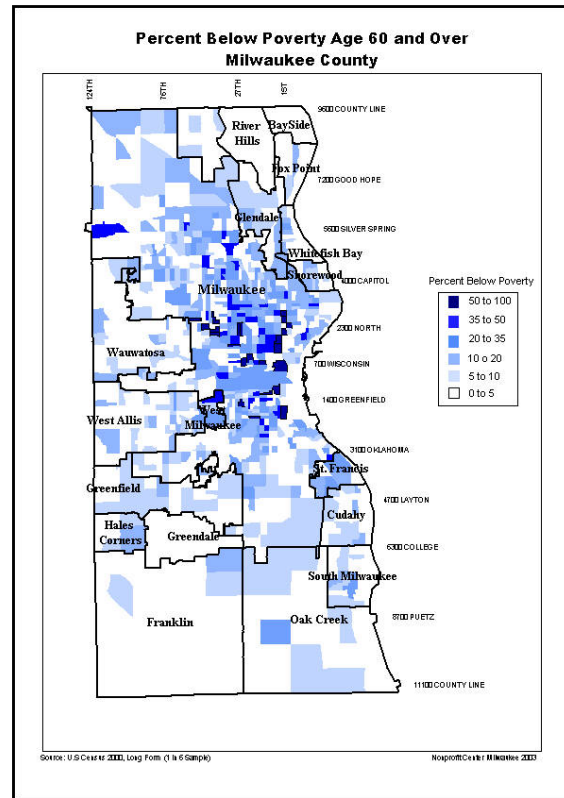 Percent Below Poverty Age 60 and Over
Milwaukee County
124TH
76TH
27TH
1ST
9600 COUNTY LINE
River
Hills
BaySide
Fox Point
7200 GOOD HOPE
Glendale
5600 SILVER SPRING
Whitefish Bay
Shorewood
4000 CAPITOL
Milwaukee
2300 NORTH
Wauwatosa
700 WISCONSIN
1400 GREENFIELD
West Allis
West
Milwaukee
3100 OKLAHOMA
St. Francis
Greenfield
4700 LAYTON
Cudahy
Hales
Corners
Greendale
6300 COLLEGE
South Milwaukee
Franklin
Oak Creek
8700 PUETZ
11100 COUNTY LINE
Percent Below Poverty
50 to 100
35 to 50
20 to 35
10 o 20
5 to 10
0 to 5
Source: U.S Census 2000, Long Form (1 in 6 Sample)
Nonprofit Center Milwaukee 2003